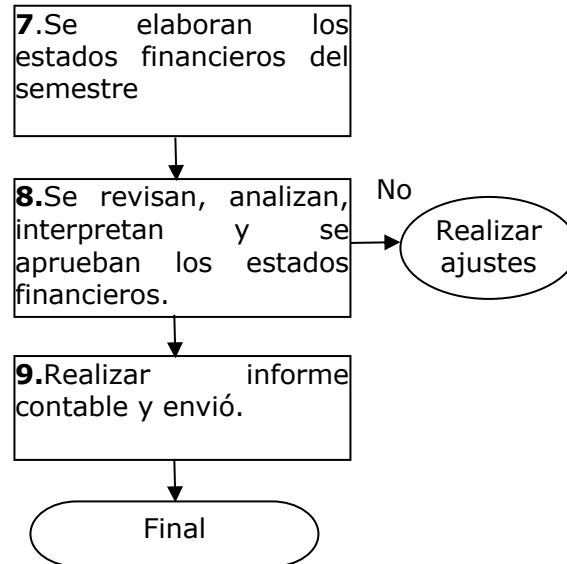 7.Se elaboran los
estados financieros del
semestre
8.Se revisan, analizan,
interpretan y se
aprueban los estados
financieros.
No
Realizar
ajustes
9.Realizar informe
contable y envió.
Final